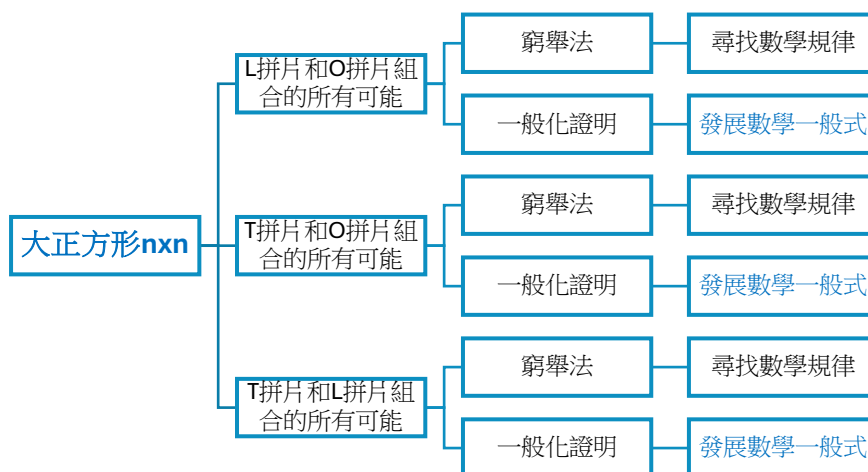 大正方形nxn
L拼片和O拼片組
合的所有可能
窮舉法
尋找數學規律
一般化證明
發展數學一般式
T拼片和O拼片組
合的所有可能
窮舉法
尋找數學規律
一般化證明
發展數學一般式
T拼片和L拼片組
合的所有可能
窮舉法
尋找數學規律
一般化證明
發展數學一般式